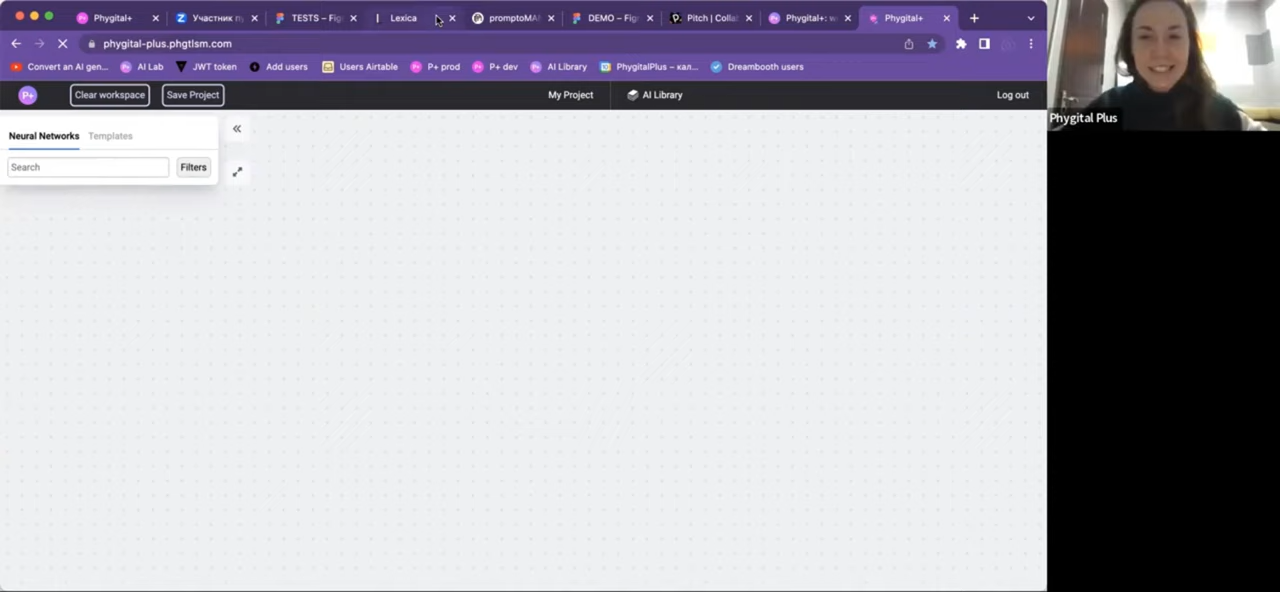 Phygital+ Участник п TESTS – Fig Lexica promptoMA DEMO – Fig Pitch | Colla Phygital+: w Phygital+
phygital-plus.phgtlsm.com
Convert an AI gen... AI Lab JWT token Add users Users Airtable P+ prod P+ dev AI Library PhygitalPlus – кал... Dreambooth users
P+ Clear workspace Save Project My Project AI Library Log out
Phygital Plus
Neural Networks Templates
Search Filters